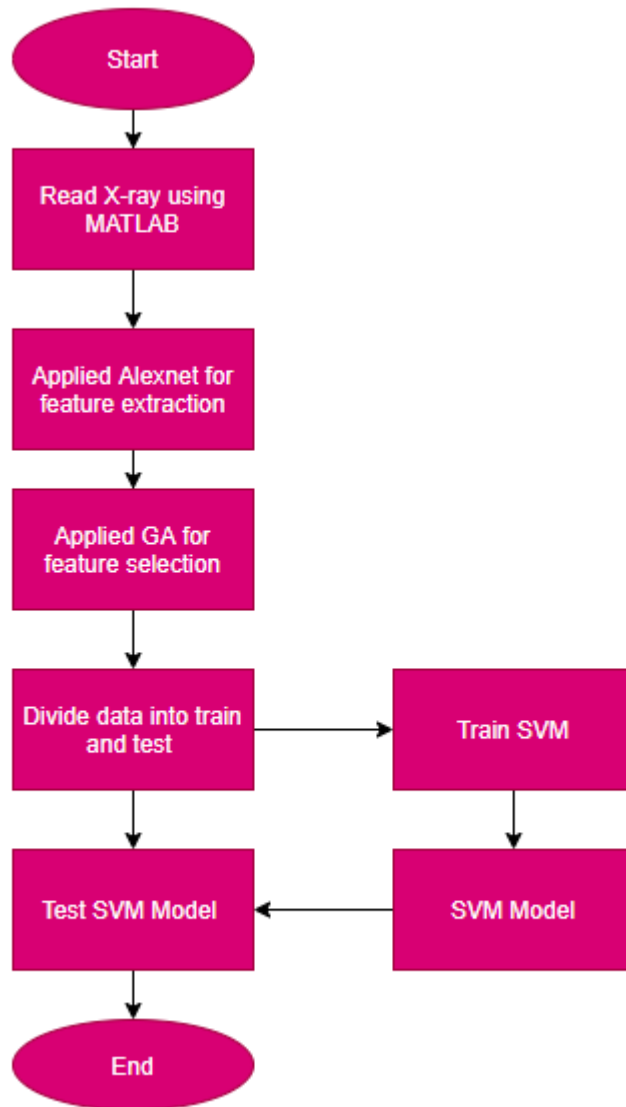 Start
Read X-ray using
MATLAB
Applied Alexnet for
feature extraction
Applied GA for
feature selection
Divide data into train
and test
Train SVM
Test SVM Model
SVM Model
End